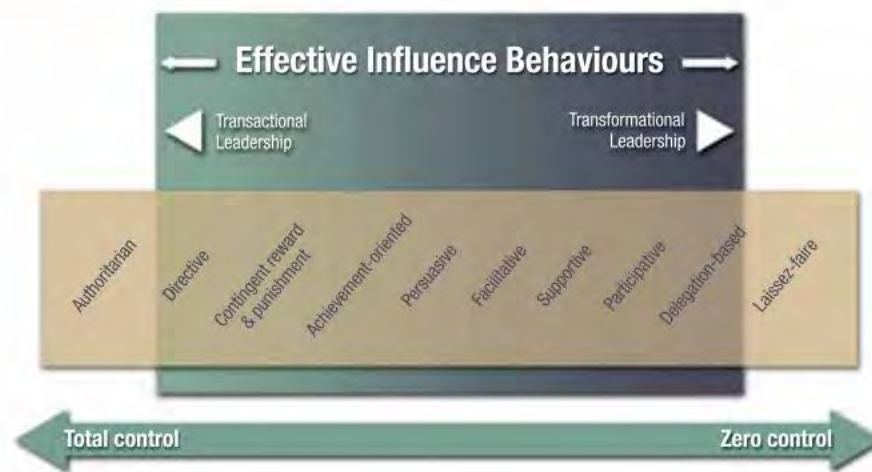 Effective Influence Behaviours
Transactional
Leadership
Transformational
Leadership
Authoritarian
Directive
Contingent reward
& punishment
Achievement-oriented
Persuasive
Facilitative
Supportive
Participative
Delegation-based
Laissez-faire
Total control
Zero control